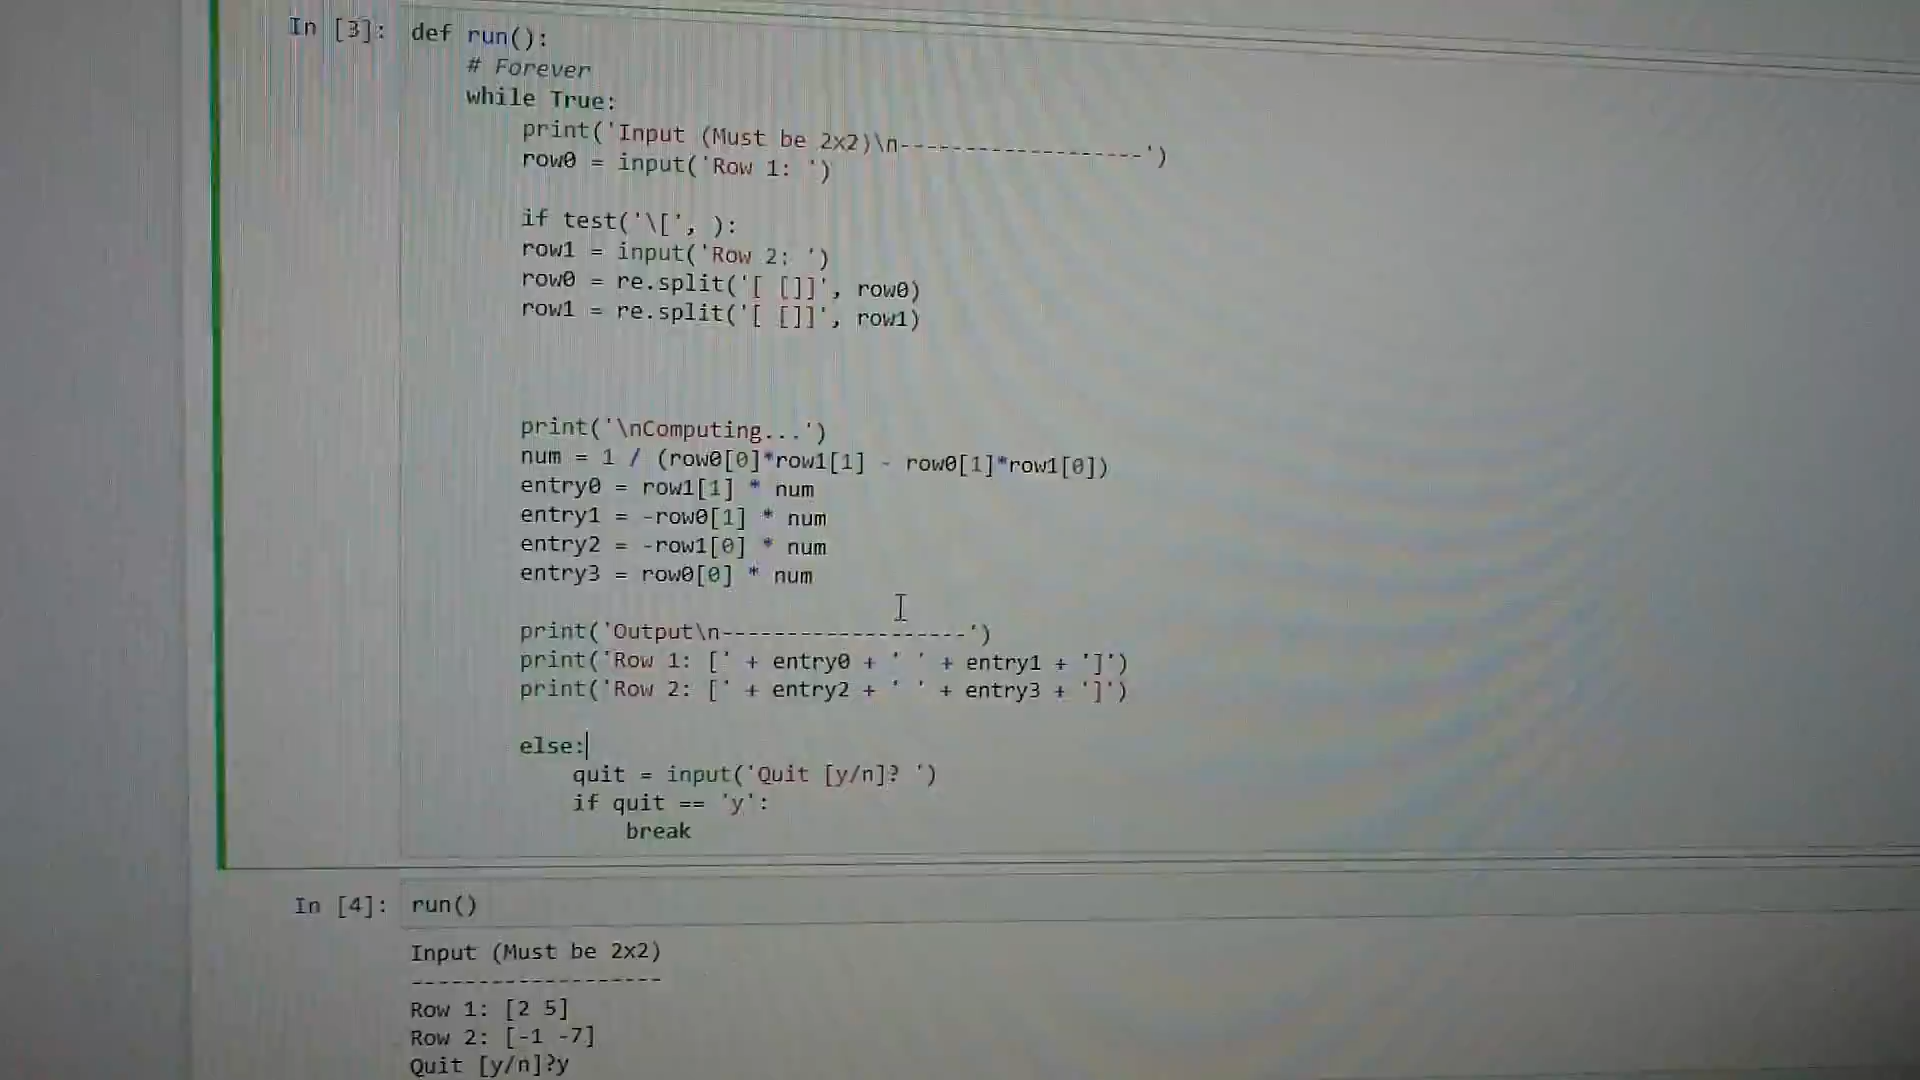 In [3]: def run():
# Forever
while True:
print('Input (Must be 2x2)\n-------------------')
row0 = input('Row 1: ')
if test('\[', ):
row1 = input('Row 2: ')
row0 = re.split('[ []]', row0)
row1 = re.split('[ []]', row1)
print('\nComputing...')
num = 1 / (row0[0]*row1[1] - row0[1]*row1[0])
entry0 = row1[1] * num
entry1 = -row0[1] * num
entry2 = -row1[0] * num
entry3 = row0[0] * num
print('Output\n-------------------')
print('Row 1: [' + entry0 + ' ' + entry1 + ']')
print('Row 2: [' + entry2 + ' ' + entry3 + ']')
else:
quit = input('Quit [y/n]? ')
if quit == 'y':
break
In [4]: run()
Input (Must be 2x2)
-------------------
Row 1: [2 5]
Row 2: [-1 -7]
Quit [y/n]?y